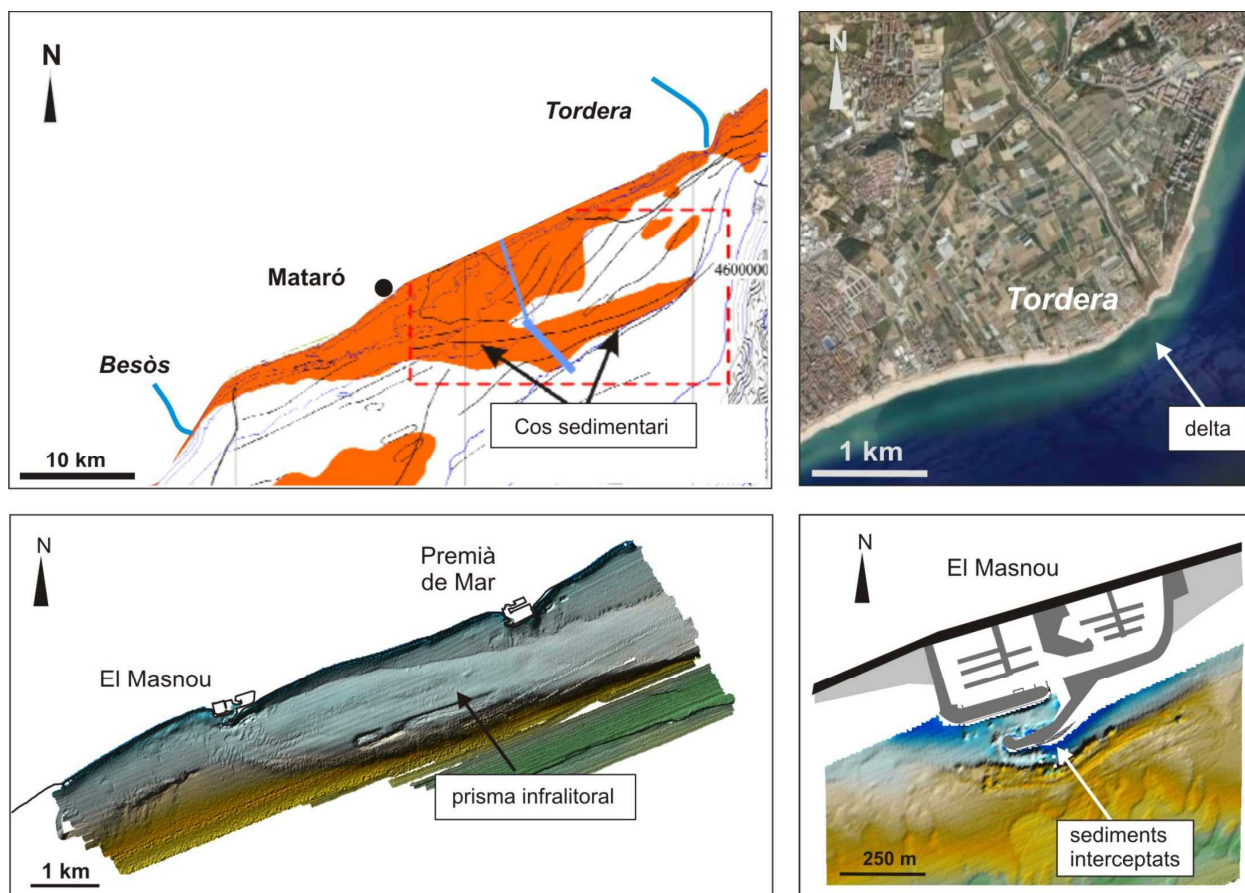 N
Tordera
Mataró
4600000
Besòs
Cos sedimentari
10 km
N
Tordera
delta
1 km
N
Premià
de Mar
El Masnou
prisma infralitoral
1 km
N
El Masnou
sediments
interceptats
250 m